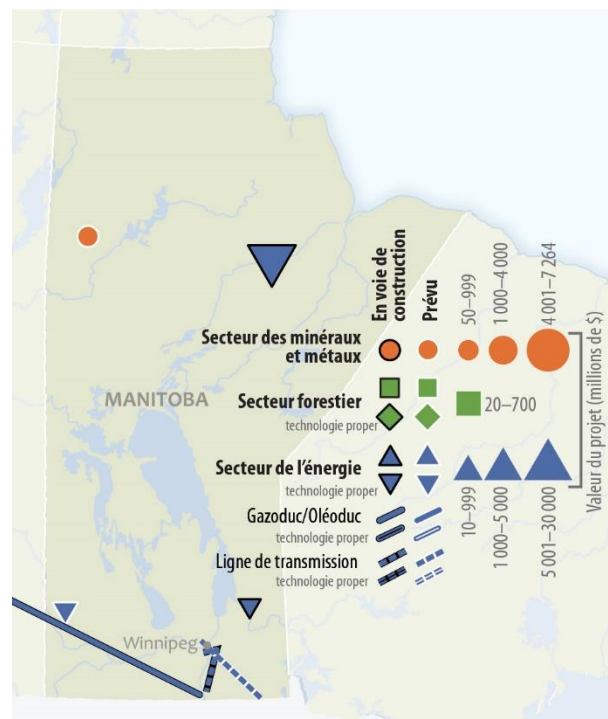 En voie de
construction
Prévu
50–999
1 000–4 000
4 001–7 264
Secteur des minéraux
et métaux
MANITOBA
Secteur forestier
technologie proper
20–700
Secteur de l'énergie
technologie proper
Gazoduc/Oléoduc
technologie proper
Ligne de transmission
technologie proper
10–999
1 000–5 000
5 001–30 000
Valeur du projet (millions de $)
Winnipeg